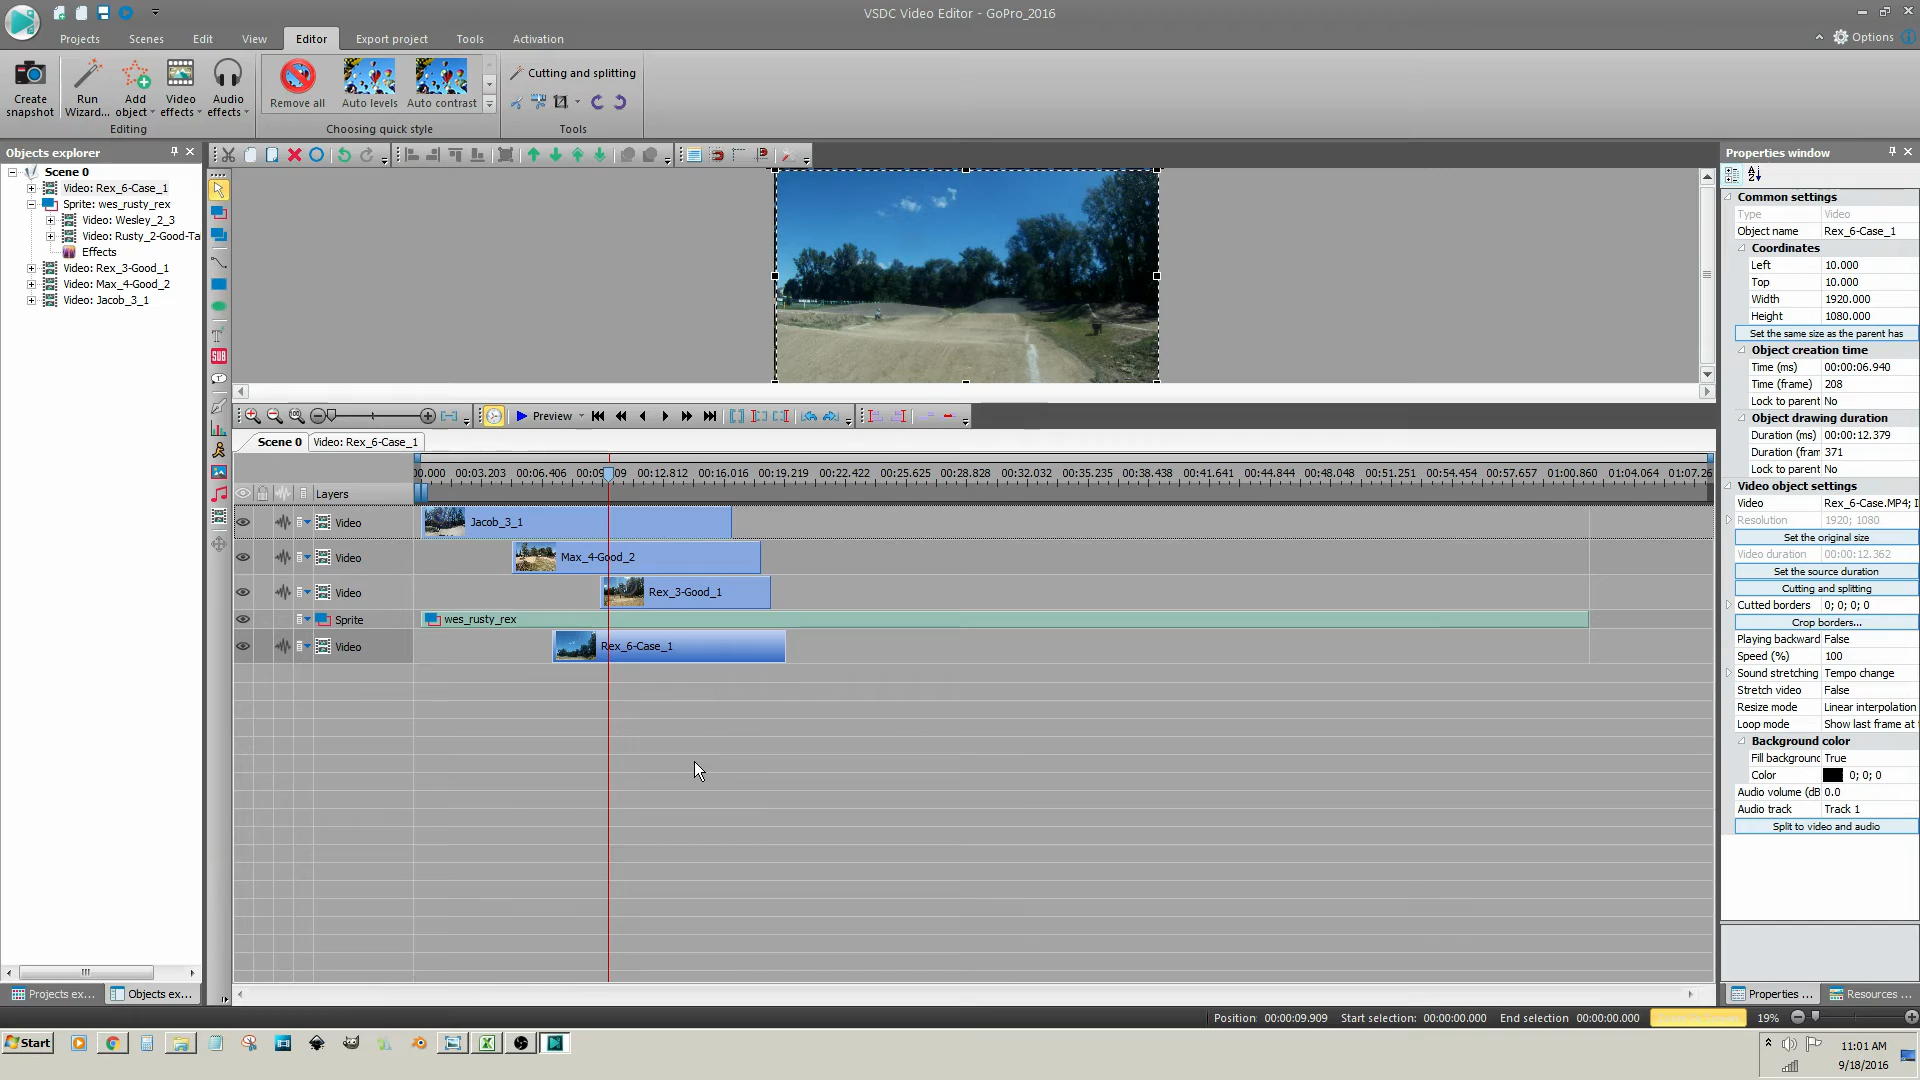 VSDC Video Editor - GoPro_2016
Projects Scenes Edit View Editor Export project Tools Activation
Options
Create snapshot
Run Wizard...
Add object
Video effects
Audio effects
Editing
Remove all
Auto levels
Auto contrast
Choosing quick style
Cutting and splitting
Tools
Objects explorer
Scene 0
Video: Rex_6-Case_1
Sprite: wes_rusty_rex
Video: Wesley_2_3
Video: Rusty_2-Good-Ta
Effects
Video: Rex_3-Good_1
Video: Max_4-Good_2
Video: Jacob_3_1
Projects ex...
Objects ex...
T
SUB
Preview
Scene 0
Video: Rex_6-Case_1
00.000 00:03.203 00:06.406 00:09 09 00:12.812 00:16.016 00:19.219 00:22.422 00:25.625 00:28.828 00:32.032 00:35.235 00:38.438 00:41.641 00:44.844 00:48.048 00:51.251 00:54.454 00:57.657 01:00.860 01:04.064 01:07.26
Layers
Video Jacob_3_1
Video Max_4-Good_2
Video Rex_3-Good_1
Sprite wes_rusty_rex
Video Rex_6-Case_1
Properties window
Common settings
Type Video
Object name Rex_6-Case_1
Coordinates
Left 10.000
Top 10.000
Width 1920.000
Height 1080.000
Set the same size as the parent has
Object creation time
Time (ms) 00:00:06.940
Time (frame) 208
Lock to parent No
Object drawing duration
Duration (ms) 00:00:12.379
Duration (fram 371
Lock to parent No
Video object settings
Video Rex_6-Case.MP4; I
Resolution 1920; 1080
Set the original size
Video duration 00:00:12.362
Set the source duration
Cutting and splitting
Cutted borders 0; 0; 0; 0
Crop borders...
Playing backward False
Speed (%) 100
Sound stretching Tempo change
Stretch video False
Resize mode Linear interpolation
Loop mode Show last frame at
Background color
Fill background True
Color 0; 0; 0
Audio volume (dB 0.0
Audio track Track 1
Split to video and audio
Properties ...
Resources ...
Position: 00:00:09.909 Start selection: 00:00:00.000 End selection 00:00:00.000
19%
Start
11:01 AM
9/18/2016